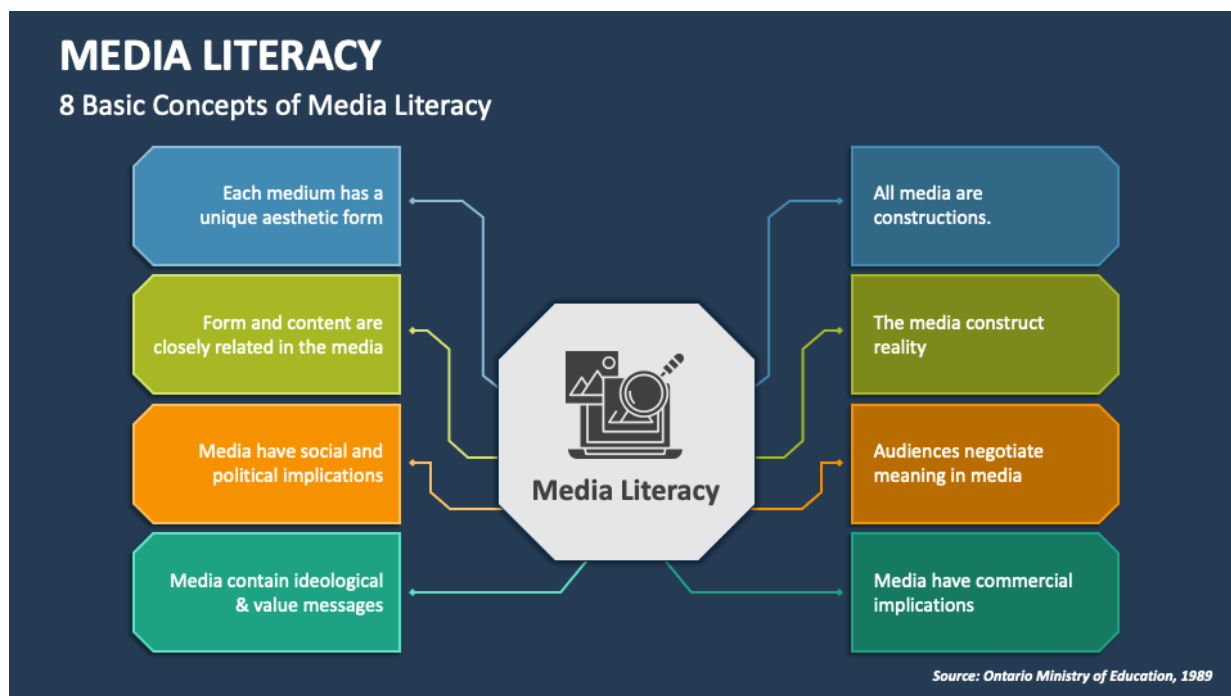 MEDIA LITERACY
8 Basic Concepts of Media Literacy
Each medium has a
unique aesthetic form
Form and content are
closely related in the media
Media have social and
political implications
Media contain ideological
& value messages
Media Literacy
All media are
constructions.
The media construct
reality
Audiences negotiate
meaning in media
Media have commercial
implications
Source: Ontario Ministry of Education, 1989